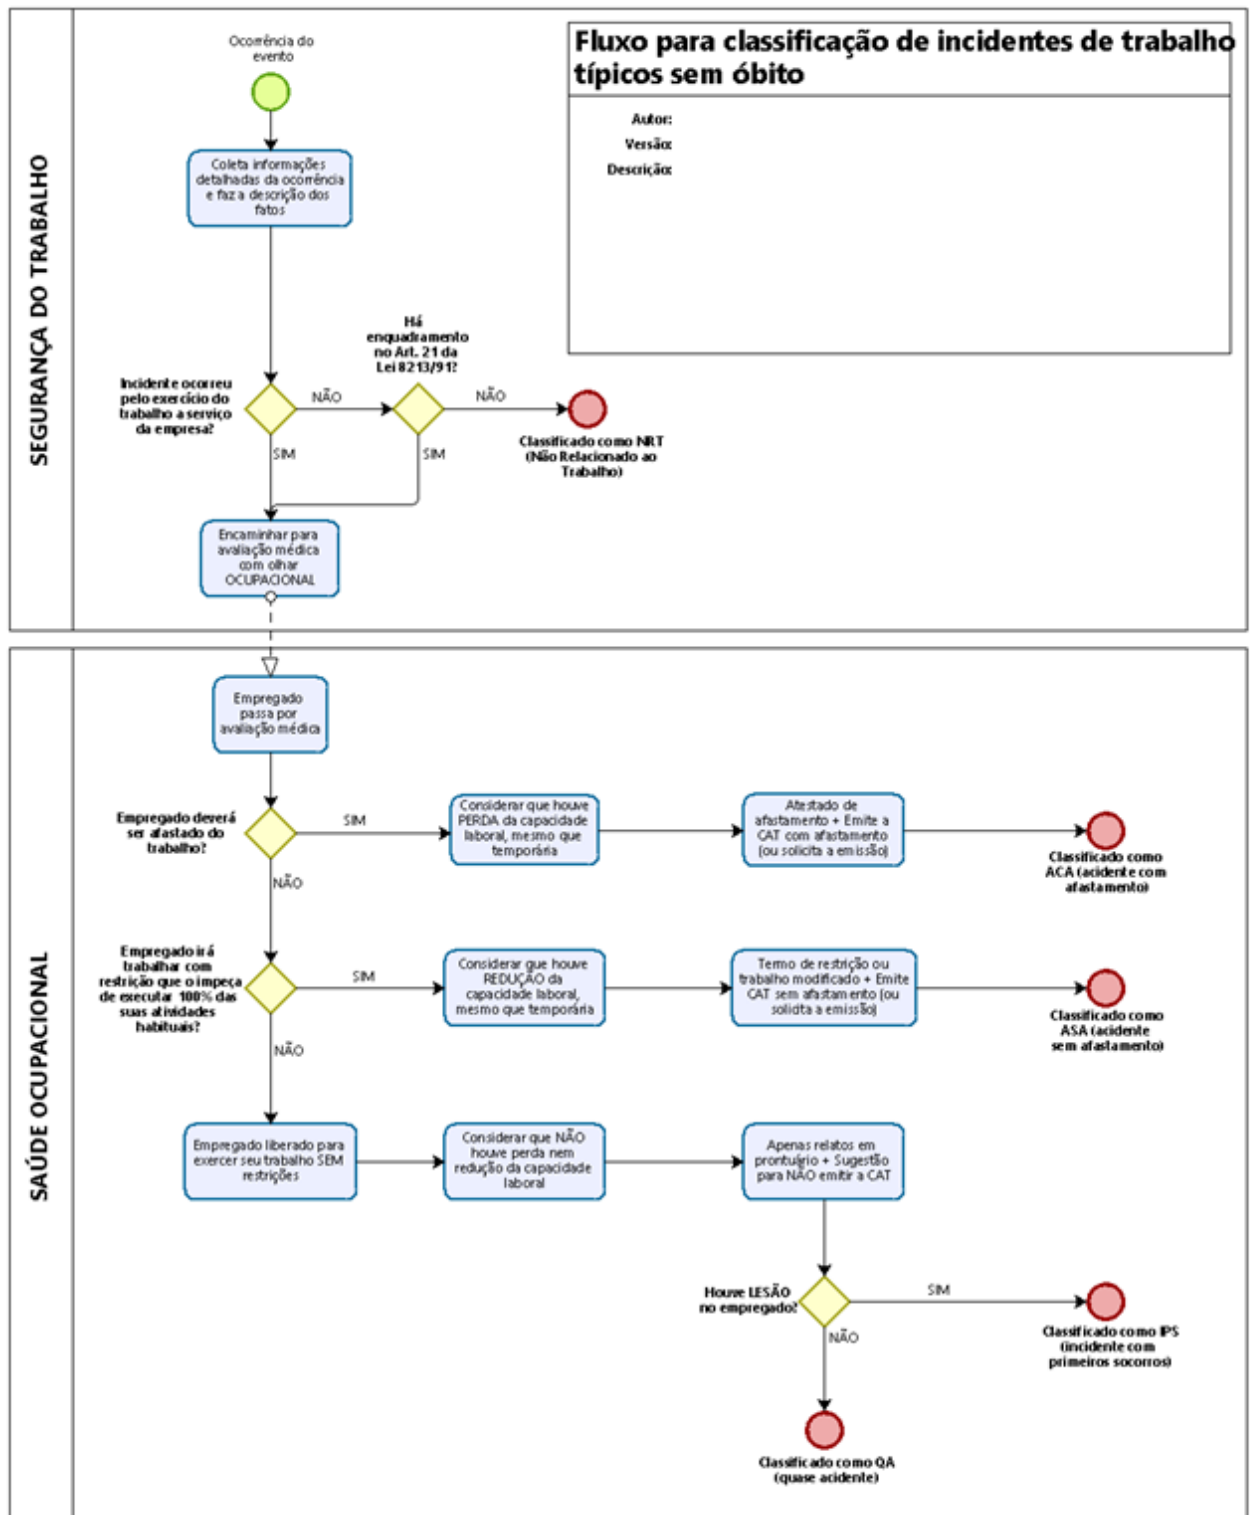 Fluxo para classificação de incidentes de trabalho
típicos sem óbito
Autor:
Versão:
Descrição:
SEGURANÇA DO TRABALHO
Ocorrência do
evento
Coleta informações
detalhadas da ocorrência
e faz a descrição dos
fatos
Incidente ocorreu
pelo exercício do
trabalho a serviço
da empresa?
NÃO
SIM
Há
enquadramento
no Art. 21 da
Lei 8213/91?
NÃO
SIM
Classificado como NRT
(Não Relacionado ao
Trabalho)
Encaminhar para
avaliação médica
com olhar
OCUPACIONAL
SAÚDE OCUPACIONAL
Empregado
passa por
avaliação médica
Empregado deverá
ser afastado do
trabalho?
SIM
NÃO
Considerar que houve
PERDA da capacidade
laboral, mesmo que
temporária
Atestado de
afastamento + Emite a
CAT com afastamento
(ou solicita a emissão)
Classificado como
ACA (acidente com
afastamento)
Empregado irá
trabalhar com
restrição que o impeça
de executar 100% das
suas atividades
habituais?
SIM
NÃO
Considerar que houve
REDUÇÃO da
capacidade laboral,
mesmo que temporária
Termo de restrição ou
trabalho modificado + Emite
CAT sem afastamento (ou
solicita a emissão)
Classificado como
ASA (acidente
sem afastamento)
Empregado liberado para
exercer seu trabalho SEM
restrições
Considerar que NÃO
houve perda nem
redução da capacidade
laboral
Apenas relatos em
prontuário + Sugestão
para NÃO emitir a CAT
Houve LESÃO
no empregado?
SIM
NÃO
Classificado como IPS
(incidente com
primeiros socorros)
Classificado como QA
(quase acidente)